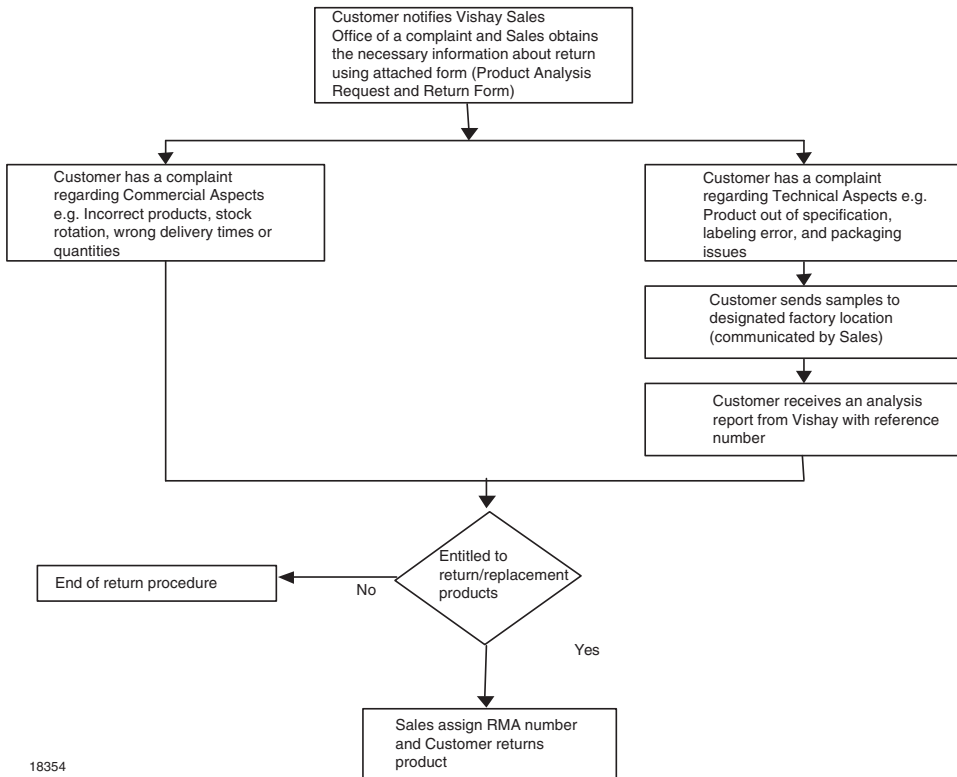 Customer notifies Vishay Sales
Office of a complaint and Sales obtains
the necessary information about return
using attached form (Product Analysis
Request and Return Form)
Customer has a complaint
regarding Commercial Aspects
e.g. Incorrect products, stock
rotation, wrong delivery times or
quantities
Customer has a complaint
regarding Technical Aspects e.g.
Product out of specification,
labeling error, and packaging
issues
Customer sends samples to
designated factory location
(communicated by Sales)
Customer receives an analysis
report from Vishay with reference
number
Entitled to
return/replacement
products
No
End of return procedure
Yes
Sales assign RMA number
and Customer returns
product
18354